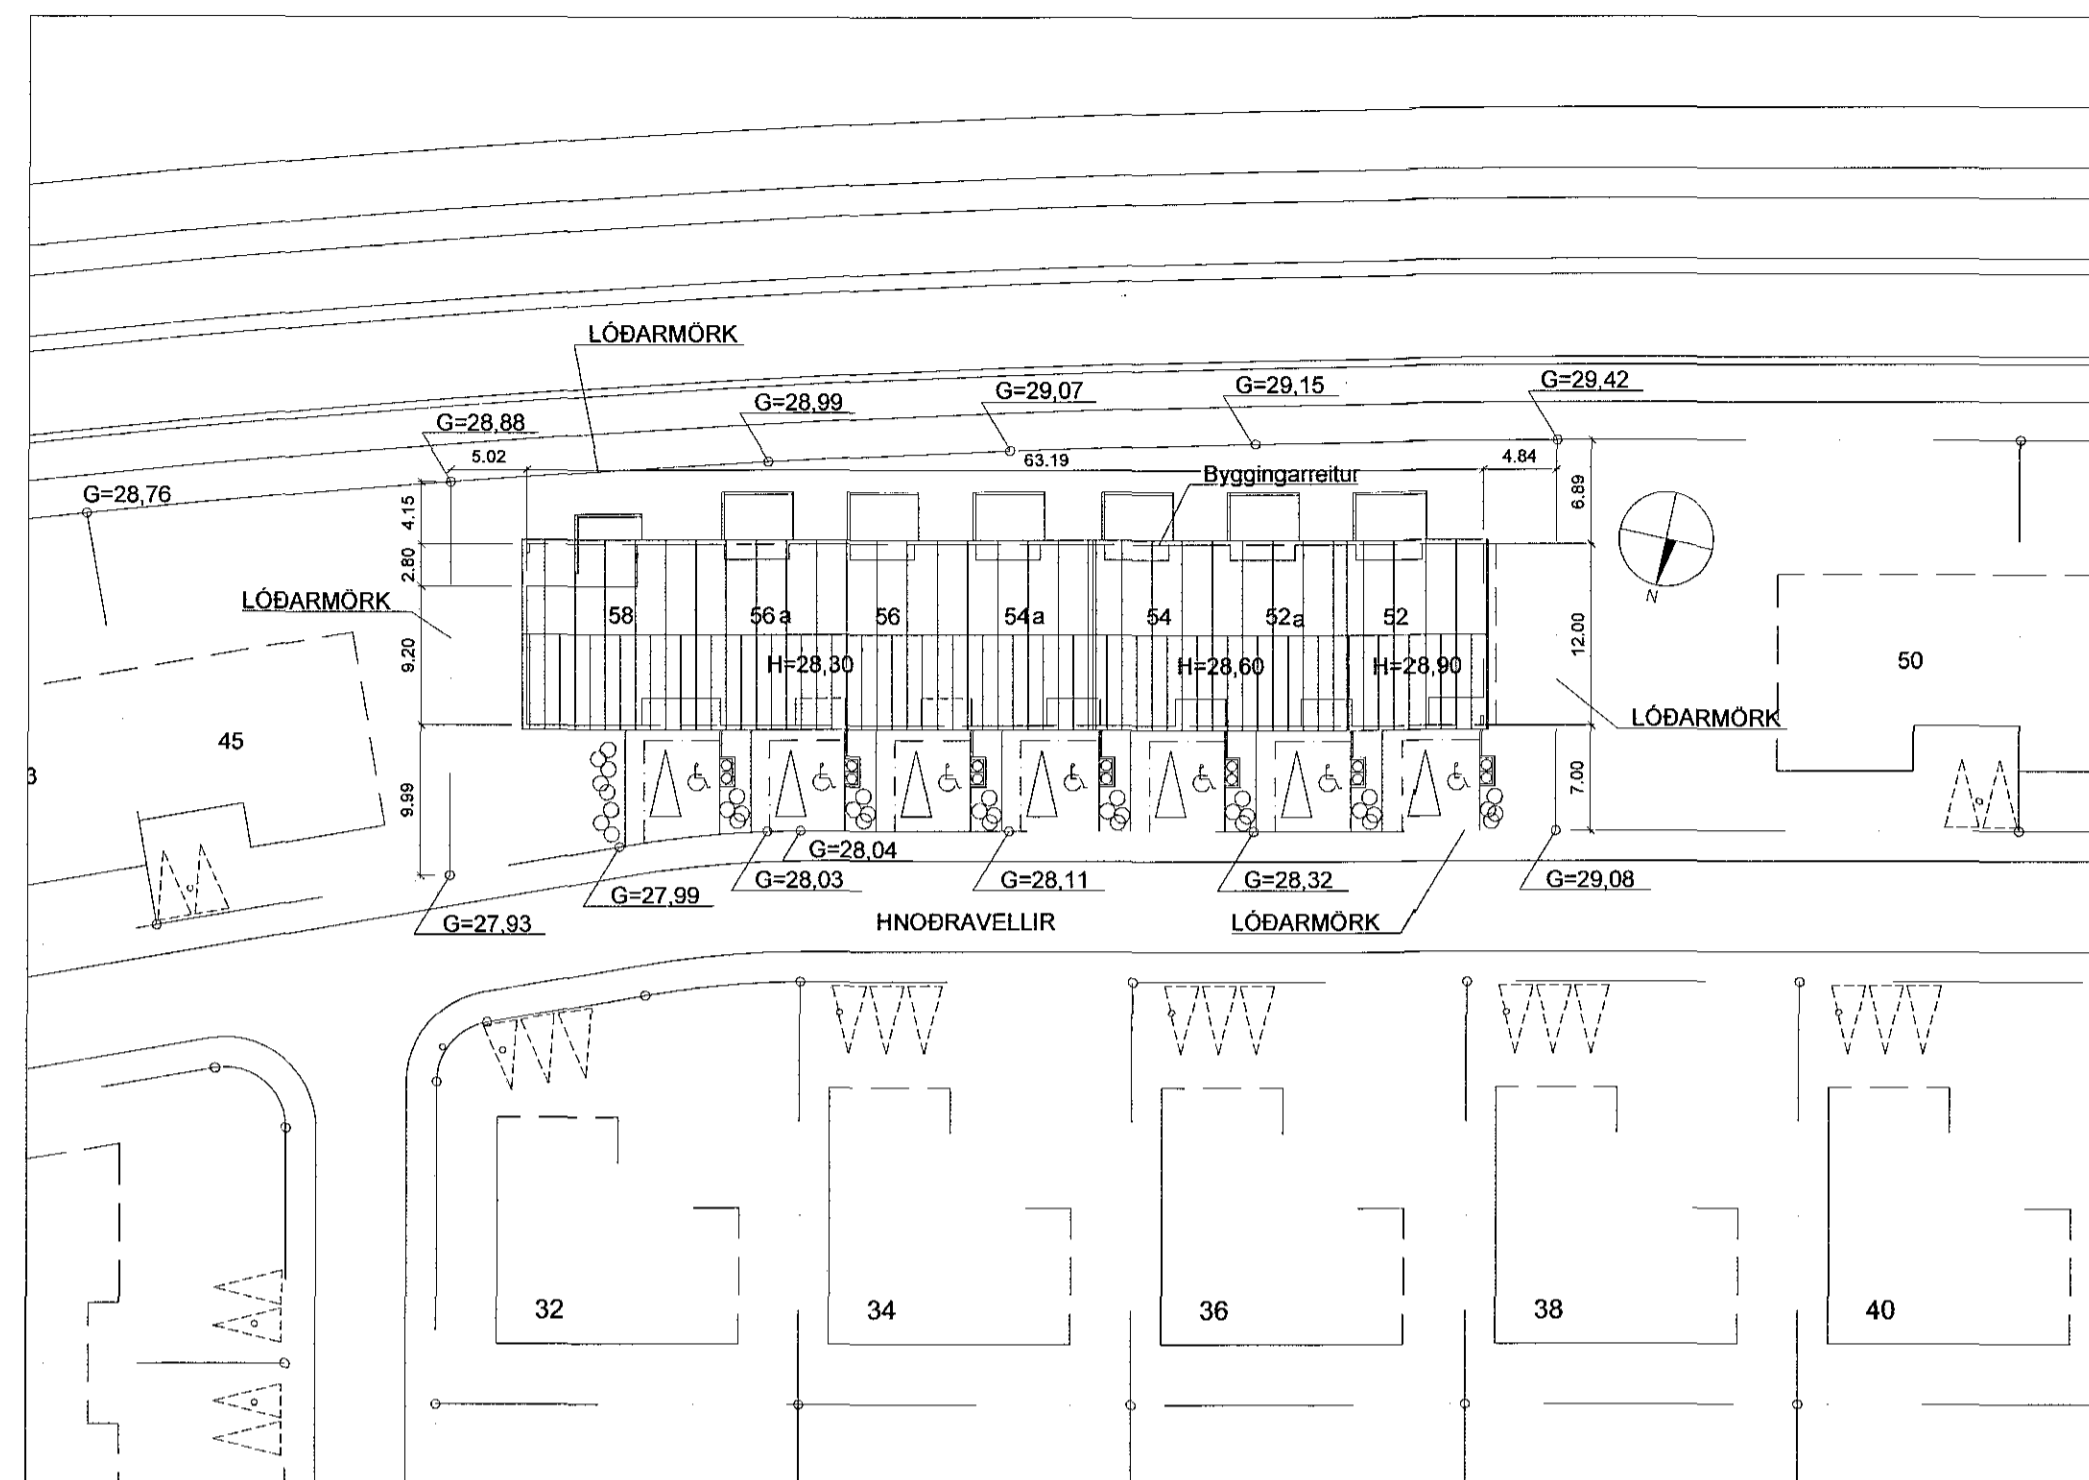 LÓÐARMÖRK
G=29,42
G=29,15
G=29,07
G=28,99
G=28,88
5.02
63.19
4.84
Byggingarreitur
G=28,76
4.15
6.89
2.80
N
LÓÐARMÖRK
58
56a
56
54a
54
52a
52
9.20
12.00
H=28,30
H=28,60
H=28,90
50
LÓÐARMÖRK
45
3
9.99
7.00
G=28,04
G=28,03
G=28,11
G=28,32
G=29,08
G=27,99
G=27,93
HNOÐRAVELLIR
LÓÐARMÖRK
32
34
36
38
40